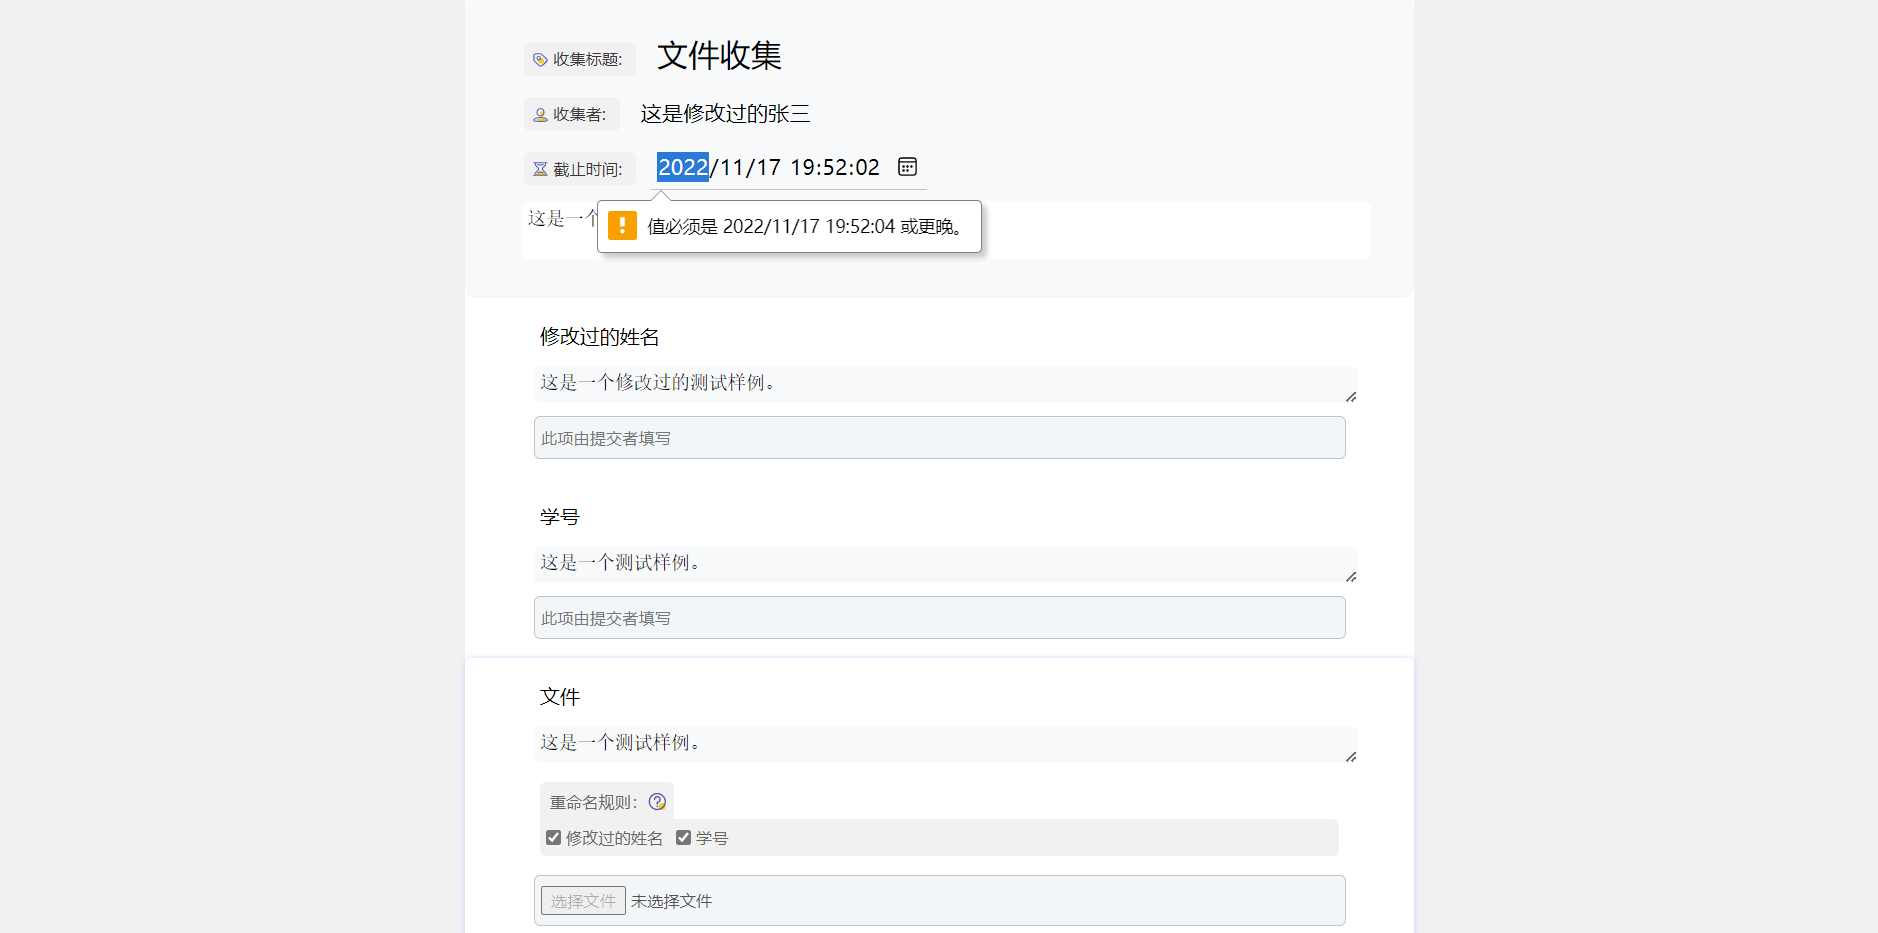 收集标题:
文件收集
收集者:
这是修改过的张三
截止时间:
2022/11/17 19:52:02
这是一个
值必须是 2022/11/17 19:52:04 或更晚。
修改过的姓名
这是一个修改过的测试样例。
此项由提交者填写
学号
这是一个测试样例。
此项由提交者填写
文件
这是一个测试样例。
重命名规则：
修改过的姓名 学号
选择文件 未选择文件